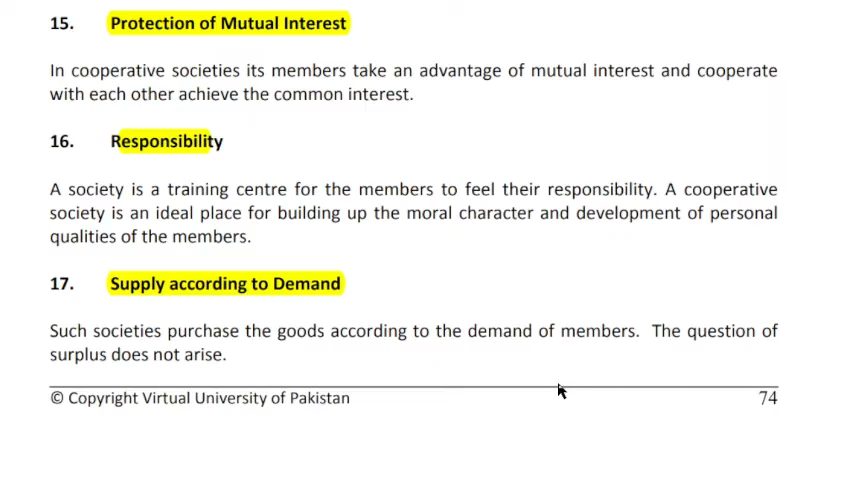 15. Protection of Mutual Interest
In cooperative societies its members take an advantage of mutual interest and cooperate
with each other achieve the common interest.
16. Responsibility
A society is a training centre for the members to feel their responsibility. A cooperative
society is an ideal place for building up the moral character and development of personal
qualities of the members.
17. Supply according to Demand
Such societies purchase the goods according to the demand of members. The question of
surplus does not arise.
© Copyright Virtual University of Pakistan 74